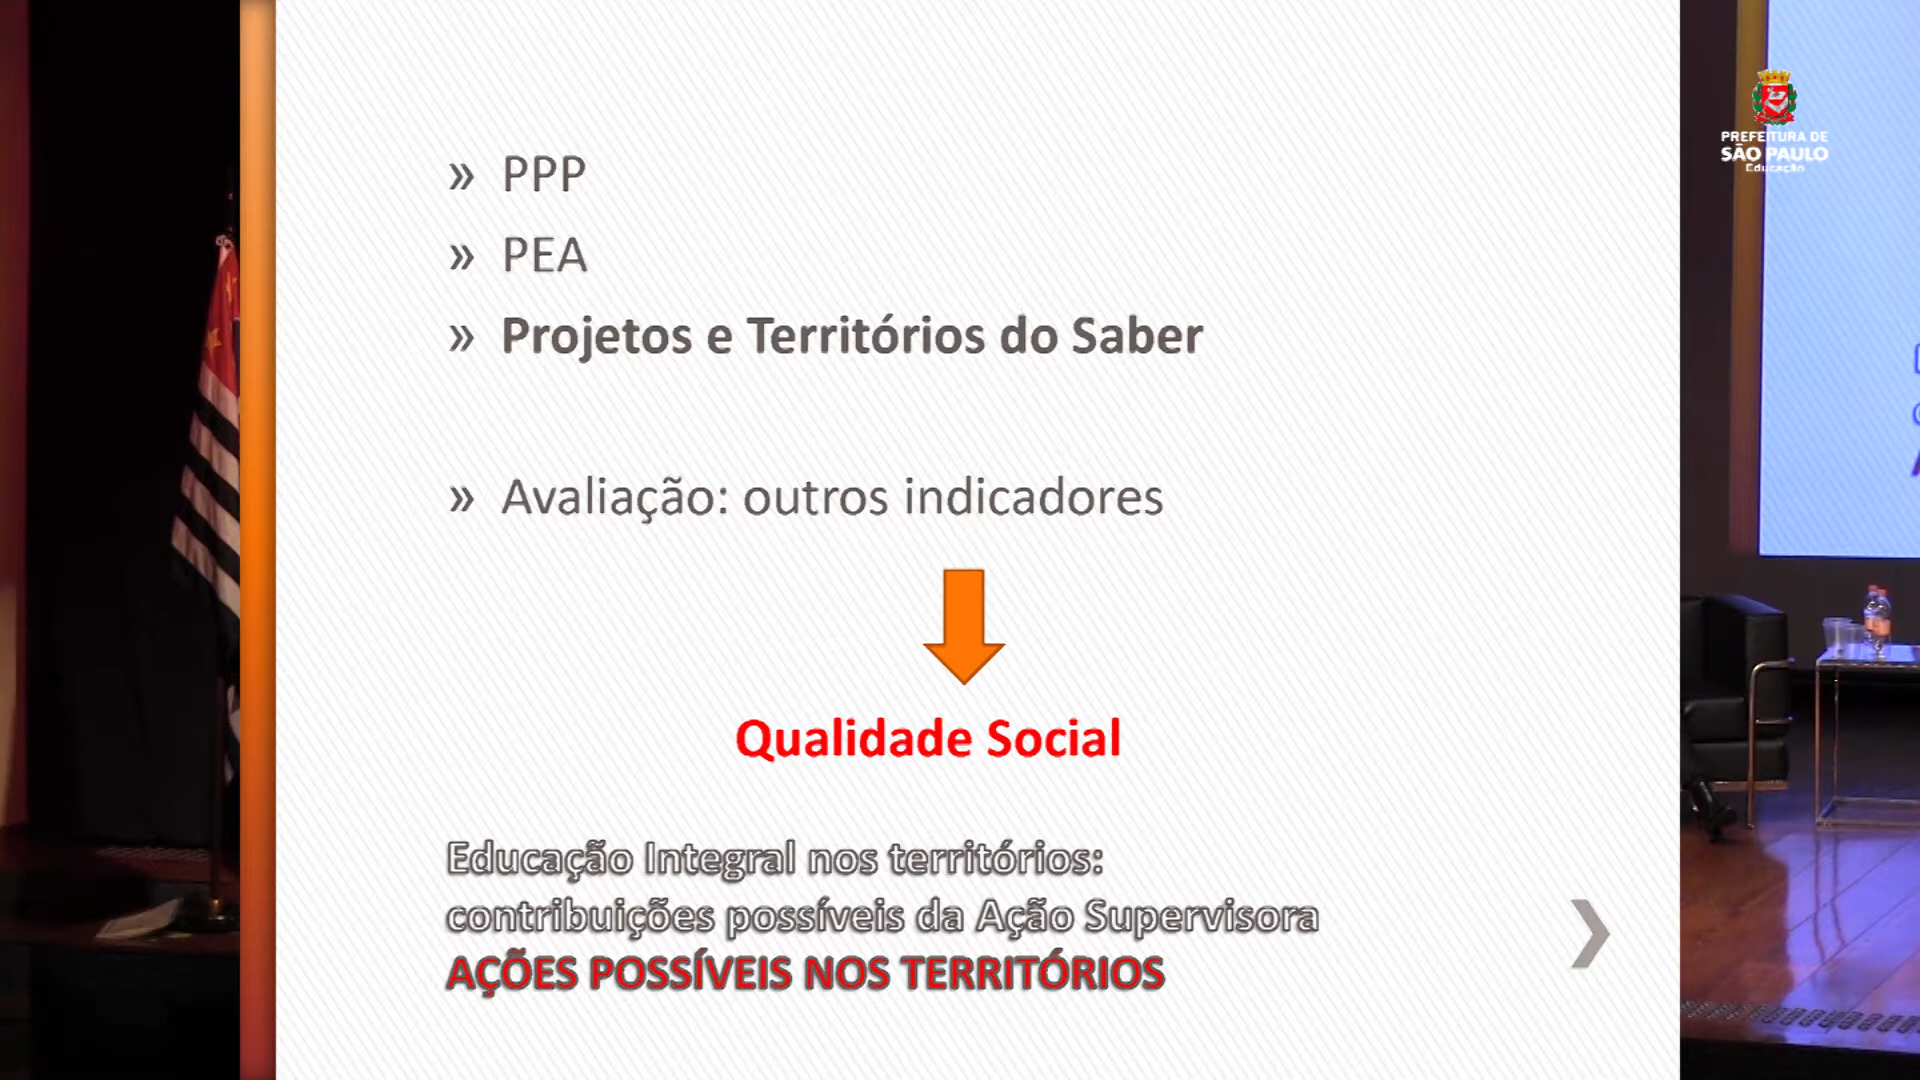 » PPP
» PEA
» Projetos e Territórios do Saber
» Avaliação: outros indicadores
Qualidade Social
Educação Integral nos territórios:
contribuições possíveis da Ação Supervisora
AÇÕES POSSÍVEIS NOS TERRITÓRIOS
PREFEITURA DE
SÃO PAULO
Educação